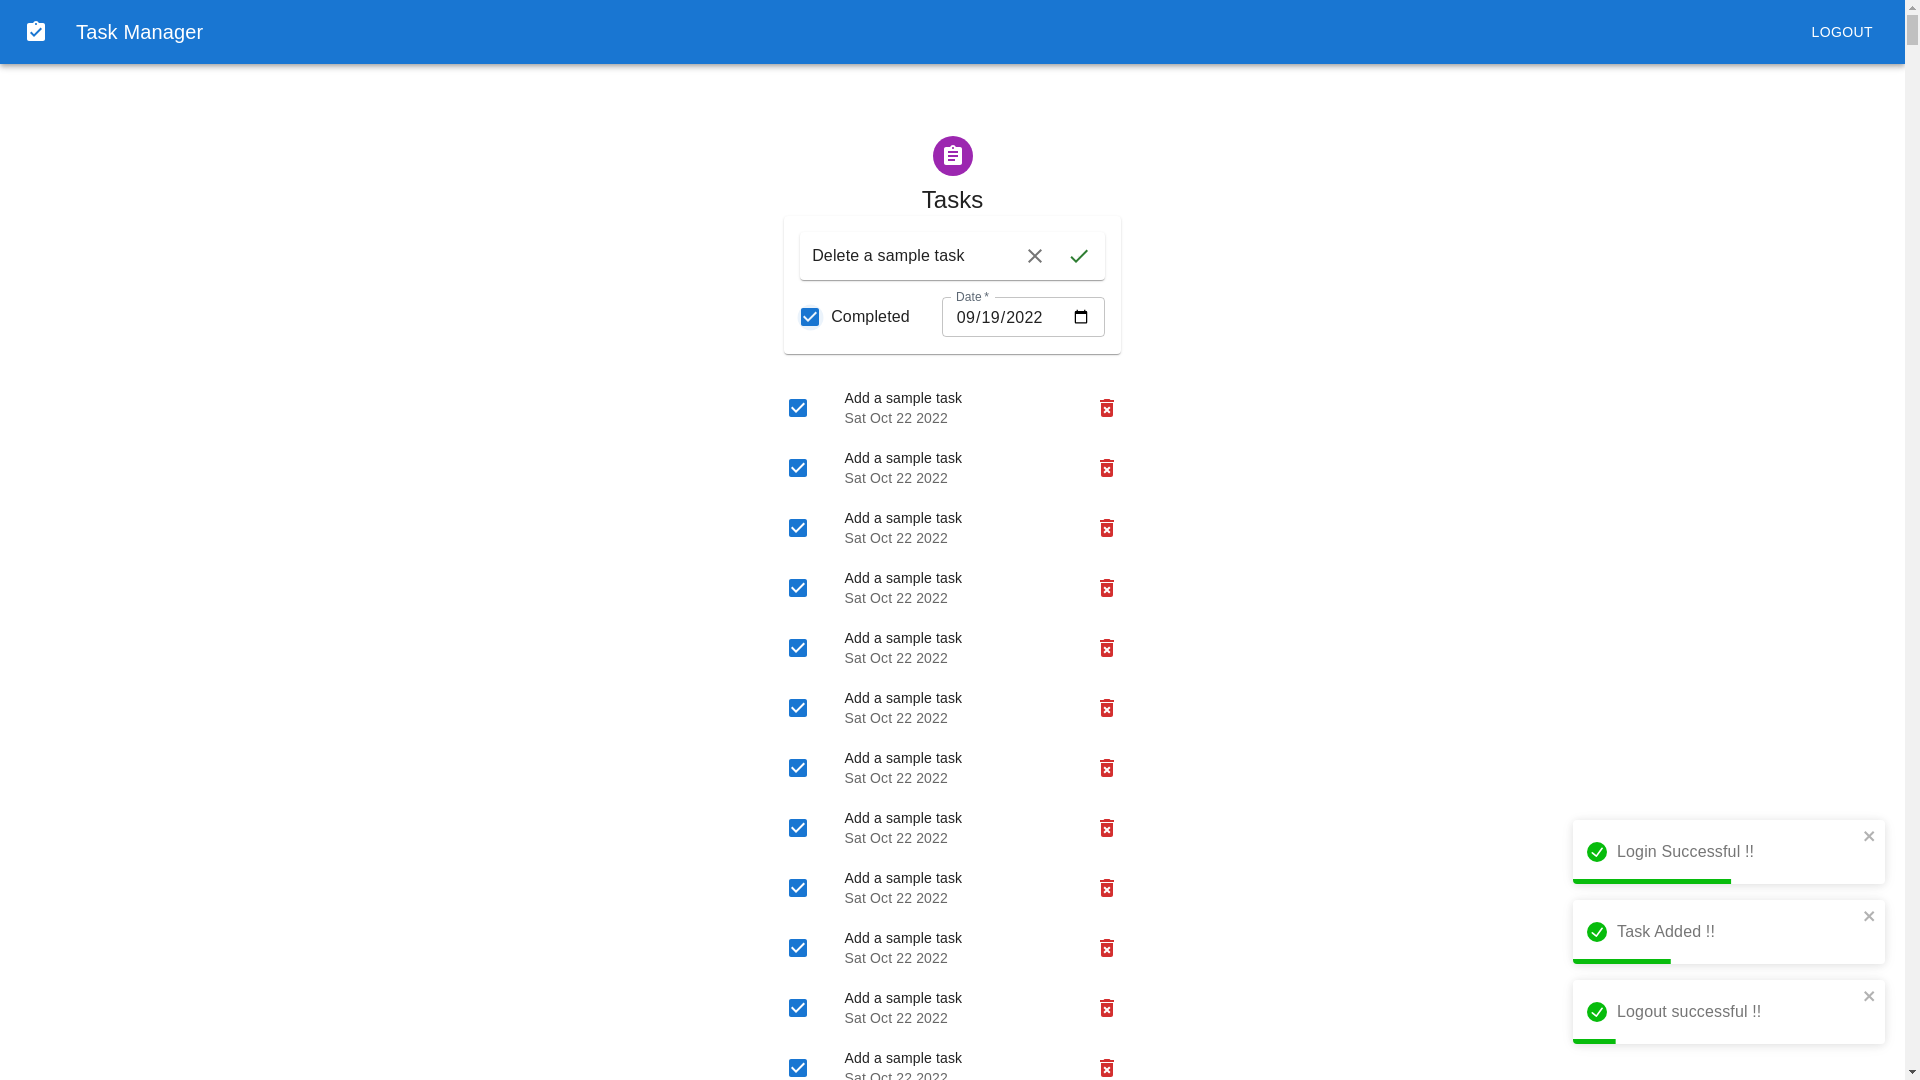 Task Manager
LOGOUT
Tasks
Delete a sample task
Completed
Date *
09/19/2022
Add a sample task
Sat Oct 22 2022
Add a sample task
Sat Oct 22 2022
Add a sample task
Sat Oct 22 2022
Add a sample task
Sat Oct 22 2022
Add a sample task
Sat Oct 22 2022
Add a sample task
Sat Oct 22 2022
Add a sample task
Sat Oct 22 2022
Add a sample task
Sat Oct 22 2022
Add a sample task
Sat Oct 22 2022
Add a sample task
Sat Oct 22 2022
Add a sample task
Sat Oct 22 2022
Add a sample task
Sat Oct 22 2022
Login Successful !!
Task Added !!
Logout successful !!